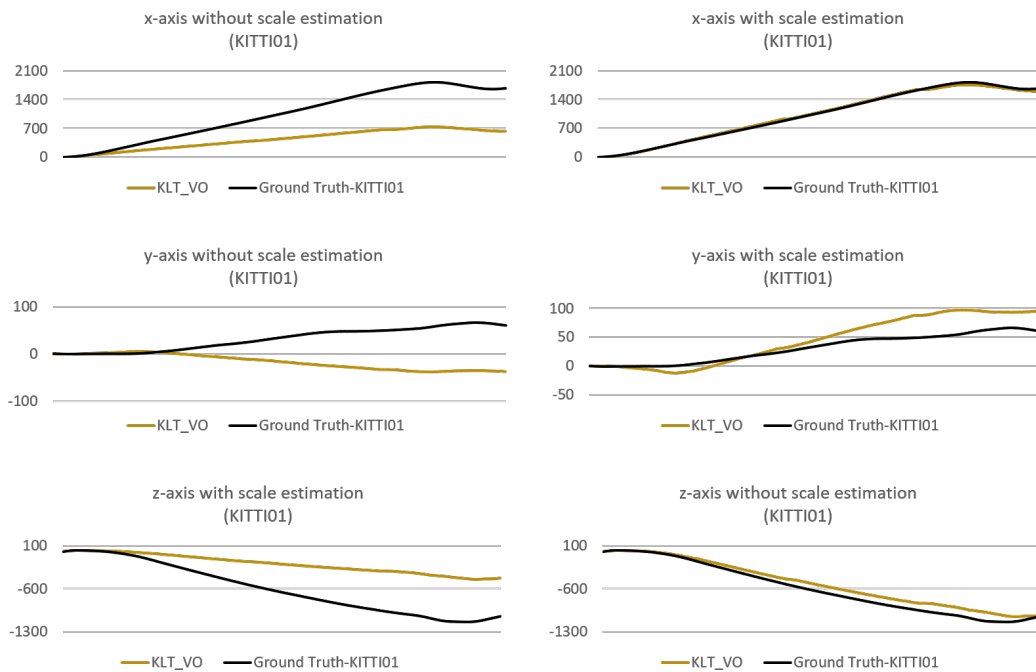 x-axis without scale estimation
(KITTI01)
2100
1400
700
0
KLT_VO Ground Truth-KITTI01
x-axis with scale estimation
(KITTI01)
2100
1400
700
0
KLT_VO Ground Truth-KITTI01
y-axis without scale estimation
(KITTI01)
100
0
-100
KLT_VO Ground Truth-KITTI01
y-axis with scale estimation
(KITTI01)
100
50
0
-50
KLT_VO Ground Truth-KITTI01
z-axis with scale estimation
(KITTI01)
100
-600
-1300
KLT_VO Ground Truth-KITTI01
z-axis without scale estimation
(KITTI01)
100
-600
-1300
KLT_VO Ground Truth-KITTI01